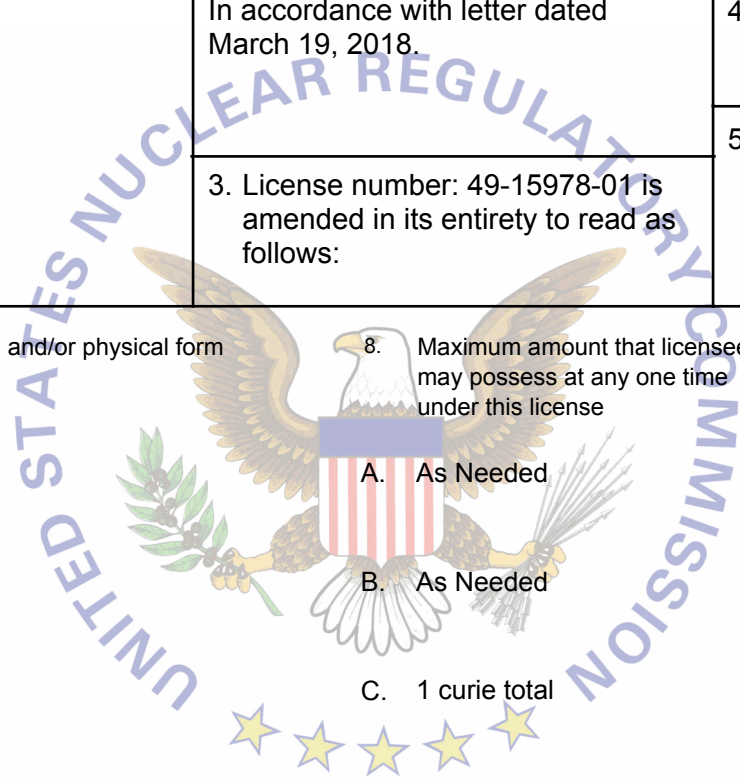 In accordance with letter dated
March 19, 2018.
4
5
3. License number: 49-15978-01 is
amended in its entirety to read as
follows:
and/or physical form
8. Maximum amount that licensee
may possess at any one time
under this license
A. As Needed
B. As Needed
C. 1 curie total
UNITED STATES NUCLEAR REGULATORY COMMISSION